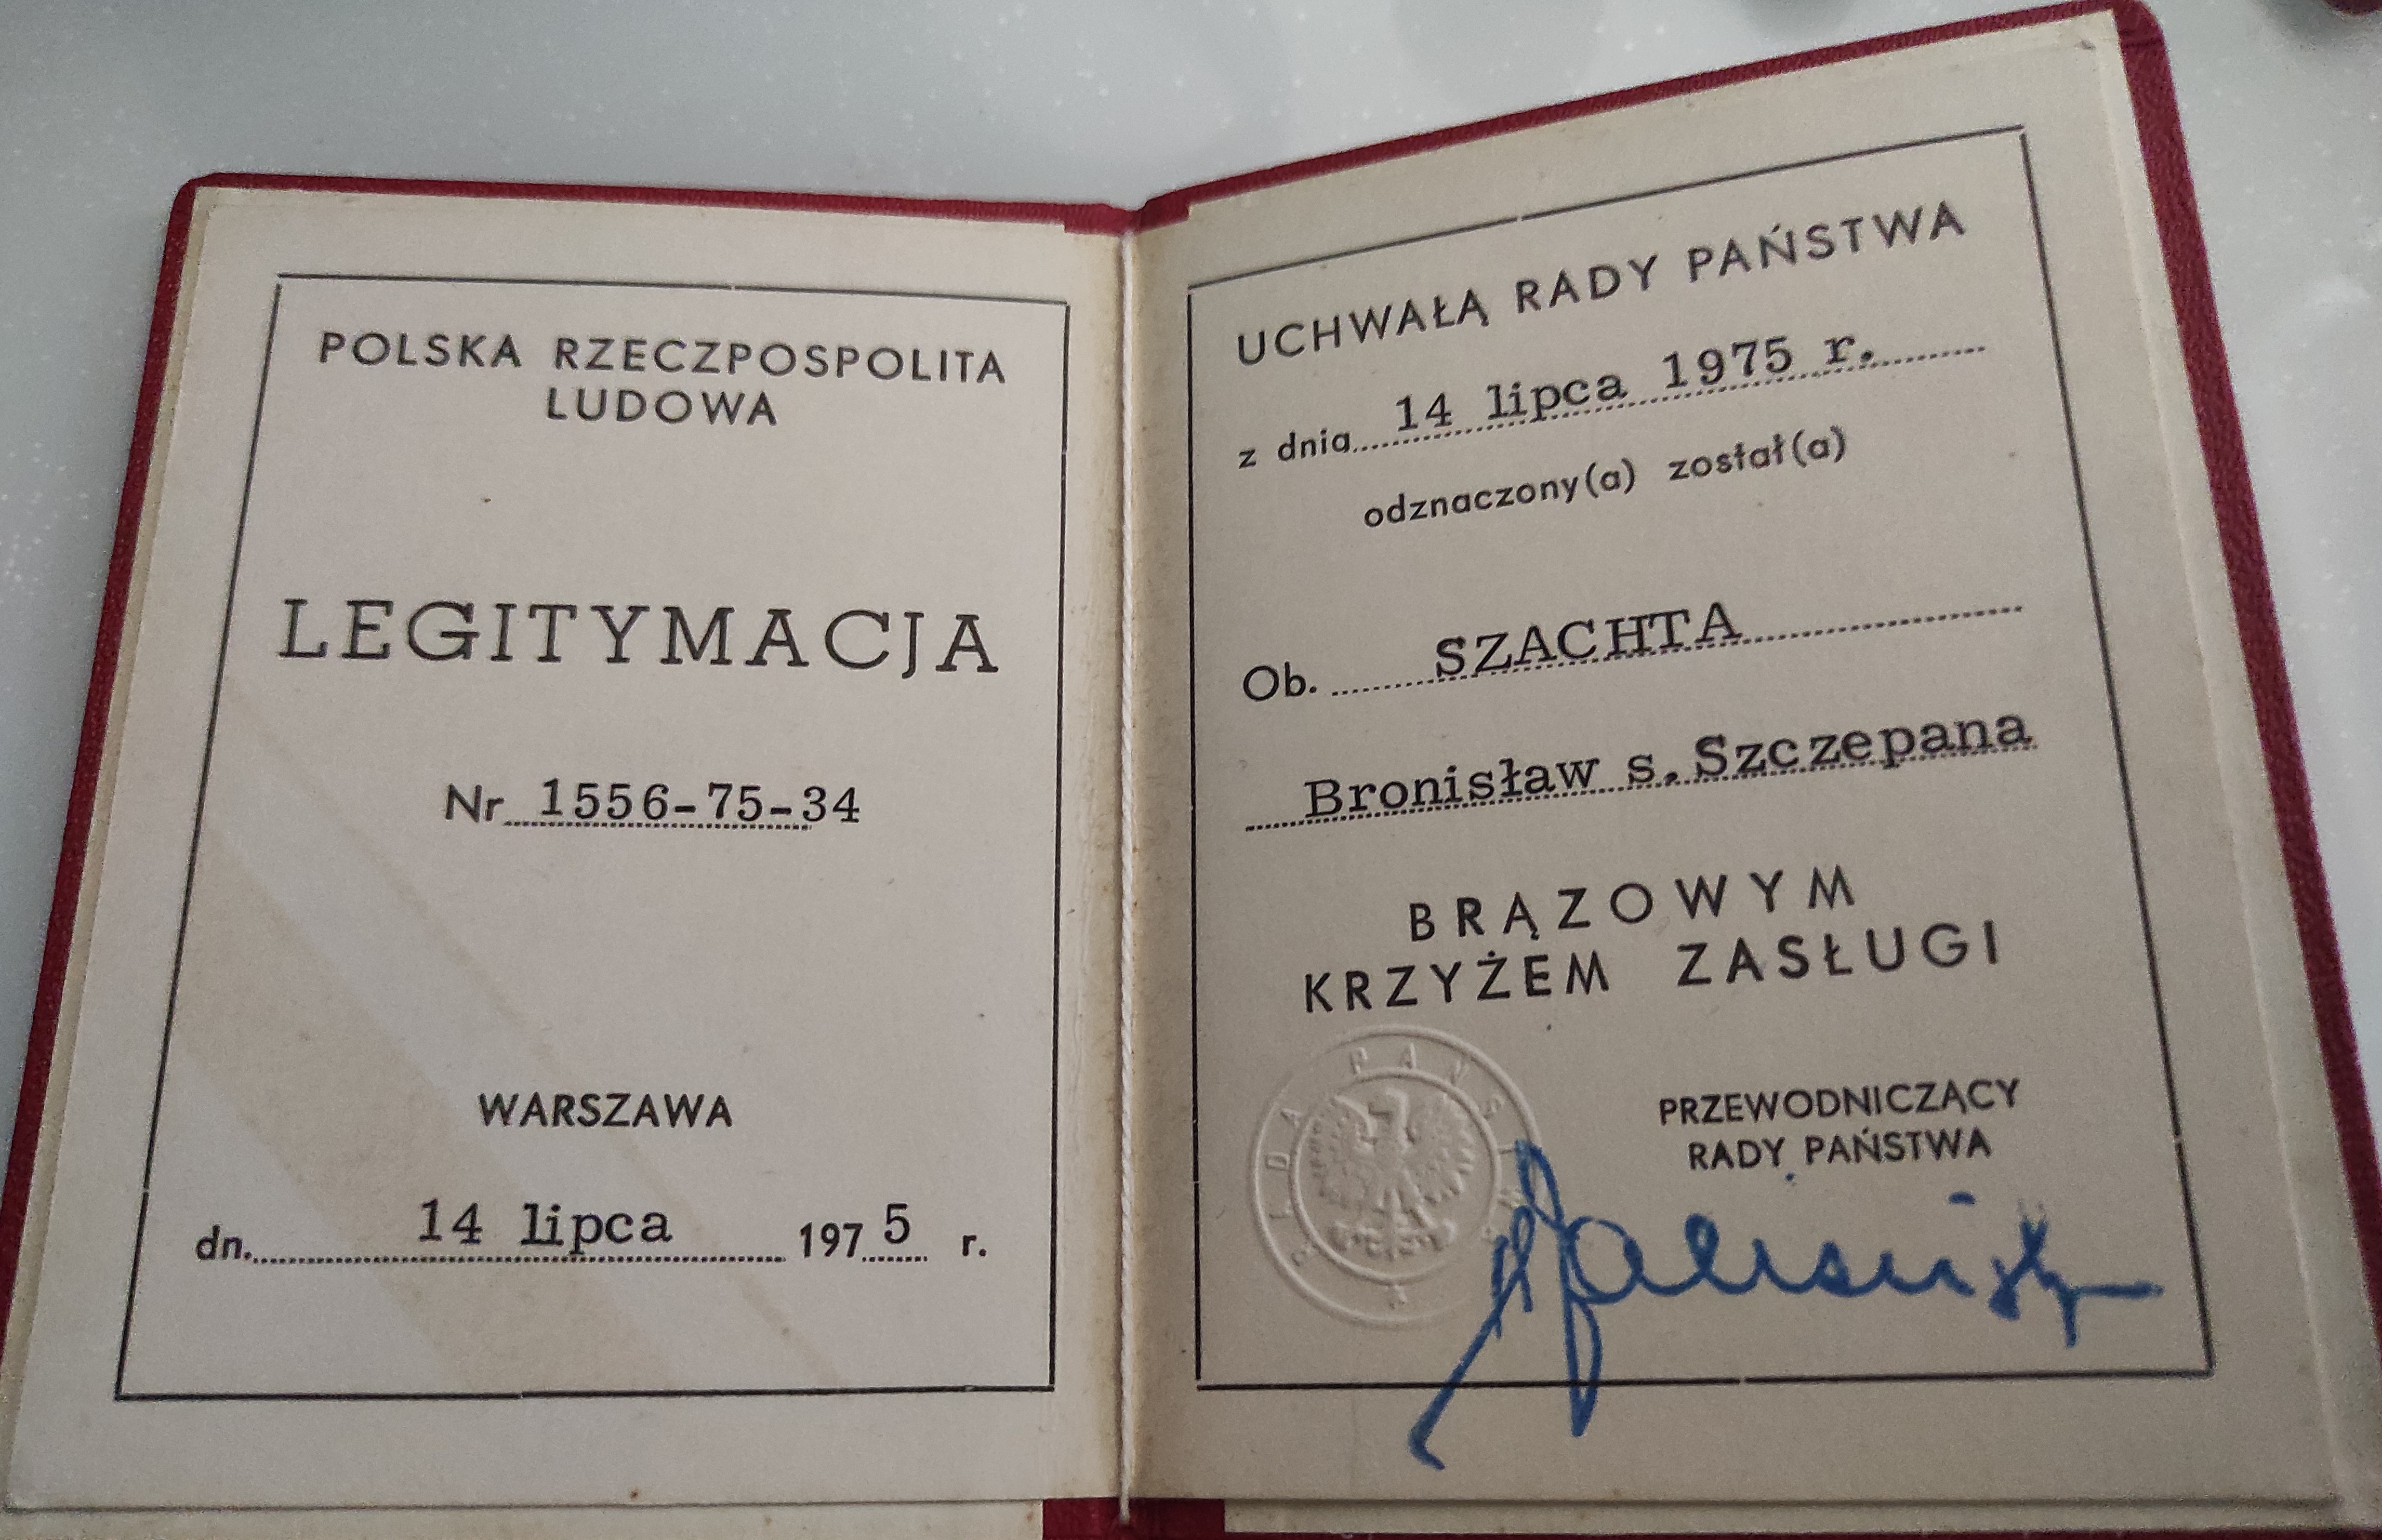 POLSKA RZECZPOSPOLITA
LUDOWA
LEGITYMACJA
Nr 1556-75-34
WARSZAWA
dn. 14 lipca 1975 r.
UCHWAŁĄ RADY PAŃSTWA
z dnia 14 lipca 1975 r.
odznaczony(a) został(a)
Ob. SZACHTA
Bronisław s. Szczepana
BRĄZOWYM
KRZYŻEM ZASŁUGI
PRZEWODNICZĄCY
RADY PAŃSTWA